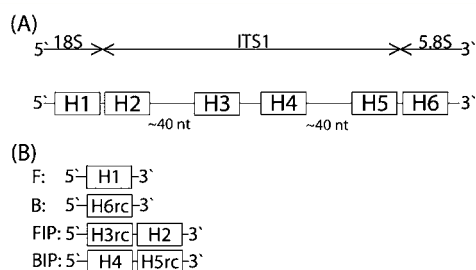 (A)
5` 18S ITS1 5.8S 3`
5` H1 H2 H3 H4 H5 H6 3`
~40 nt ~40 nt
(B)
F: 5` H1 3`
B: 5` H6rc 3`
FIP: 5` H3rc H2 3`
BIP: 5` H4 H5rc 3`